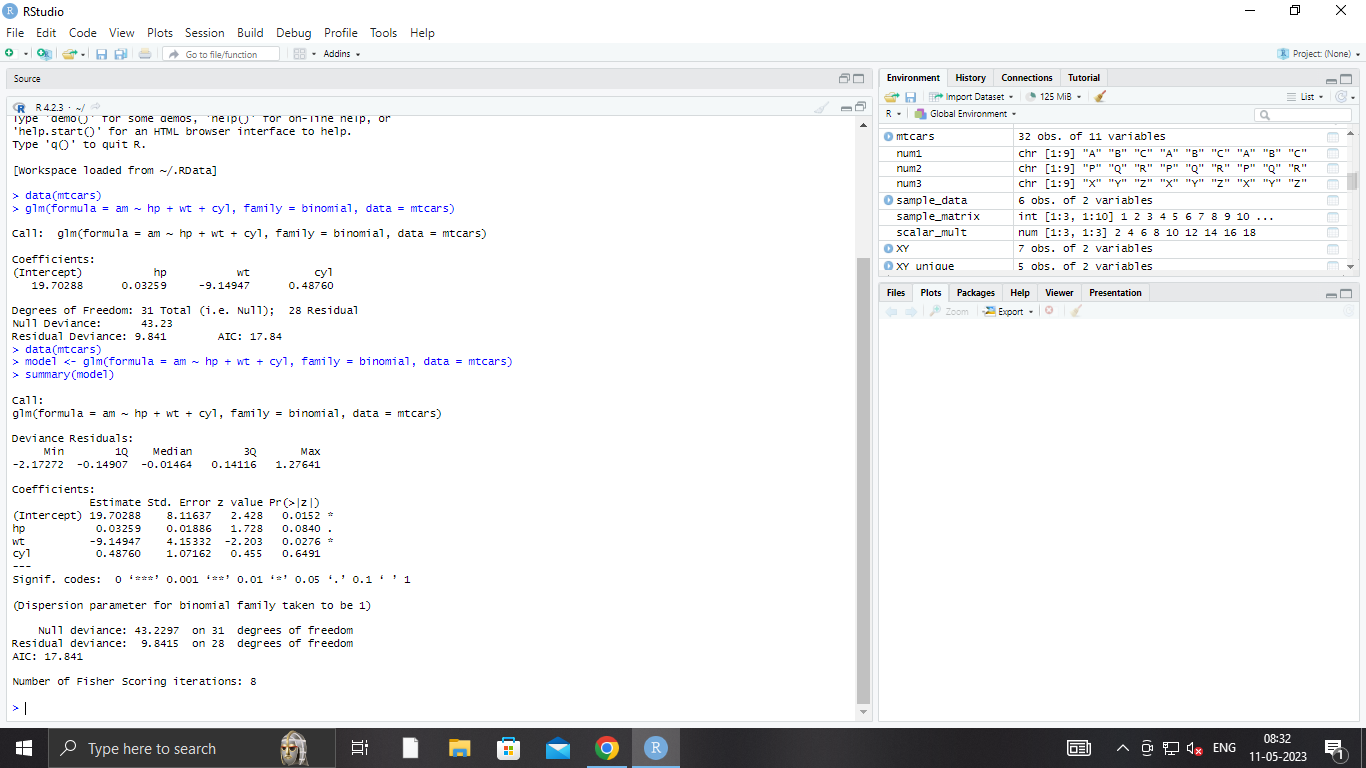 RStudio
File Edit Code View Plots Session Build Debug Profile Tools Help
Go to file/function Addins Project: (None)
Source
R 4.2.3 · ~/
Type 'demo()' for some demos, 'help()' for on-line help, or
'help.start()' for an HTML browser interface to help.
Type 'q()' to quit R.
[Workspace loaded from ~/.RData]
> data(mtcars)
> glm(formula = am ~ hp + wt + cyl, family = binomial, data = mtcars)
Call:  glm(formula = am ~ hp + wt + cyl, family = binomial, data = mtcars)
Coefficients:
(Intercept)           hp           wt          cyl
   19.70288      0.03259     -9.14947      0.48760
Degrees of Freedom: 31 Total (i.e. Null);  28 Residual
Null Deviance:      43.23
Residual Deviance: 9.841        AIC: 17.84
> data(mtcars)
> model <- glm(formula = am ~ hp + wt + cyl, family = binomial, data = mtcars)
> summary(model)
Call:
glm(formula = am ~ hp + wt + cyl, family = binomial, data = mtcars)
Deviance Residuals:
     Min        1Q    Median        3Q       Max
-2.17272  -0.14907  -0.01464   0.14116   1.27641
Coefficients:
            Estimate Std. Error z value Pr(>|z|)
(Intercept) 19.70288    8.11637   2.428   0.0152 *
hp           0.03259    0.01886   1.728   0.0840 .
wt          -9.14947    4.15332  -2.203   0.0276 *
cyl          0.48760    1.07162   0.455   0.6491
---
Signif. codes:  0 ‘***’ 0.001 ‘**’ 0.01 ‘*’ 0.05 ‘.’ 0.1 ‘ ’ 1
(Dispersion parameter for binomial family taken to be 1)
    Null deviance: 43.2297  on 31  degrees of freedom
Residual deviance:  9.8415  on 28  degrees of freedom
AIC: 17.841
Number of Fisher Scoring iterations: 8
>
Environment History Connections Tutorial
Import Dataset 125 MiB List
R Global Environment
mtcars 32 obs. of 11 variables
num1 chr [1:9] "A" "B" "C" "A" "B" "C" "A" "B" "C"
num2 chr [1:9] "P" "Q" "R" "P" "Q" "R" "P" "Q" "R"
num3 chr [1:9] "X" "Y" "Z" "X" "Y" "Z" "X" "Y" "Z"
sample_data 6 obs. of 2 variables
sample_matrix int [1:3, 1:10] 1 2 3 4 5 6 7 8 9 10 ...
scalar_mult num [1:3, 1:3] 2 4 6 8 10 12 14 16 18
XY 7 obs. of 2 variables
XY_unique 5 obs. of 2 variables
Files Plots Packages Help Viewer Presentation
Zoom Export
Type here to search
ENG
08:32
11-05-2023
1